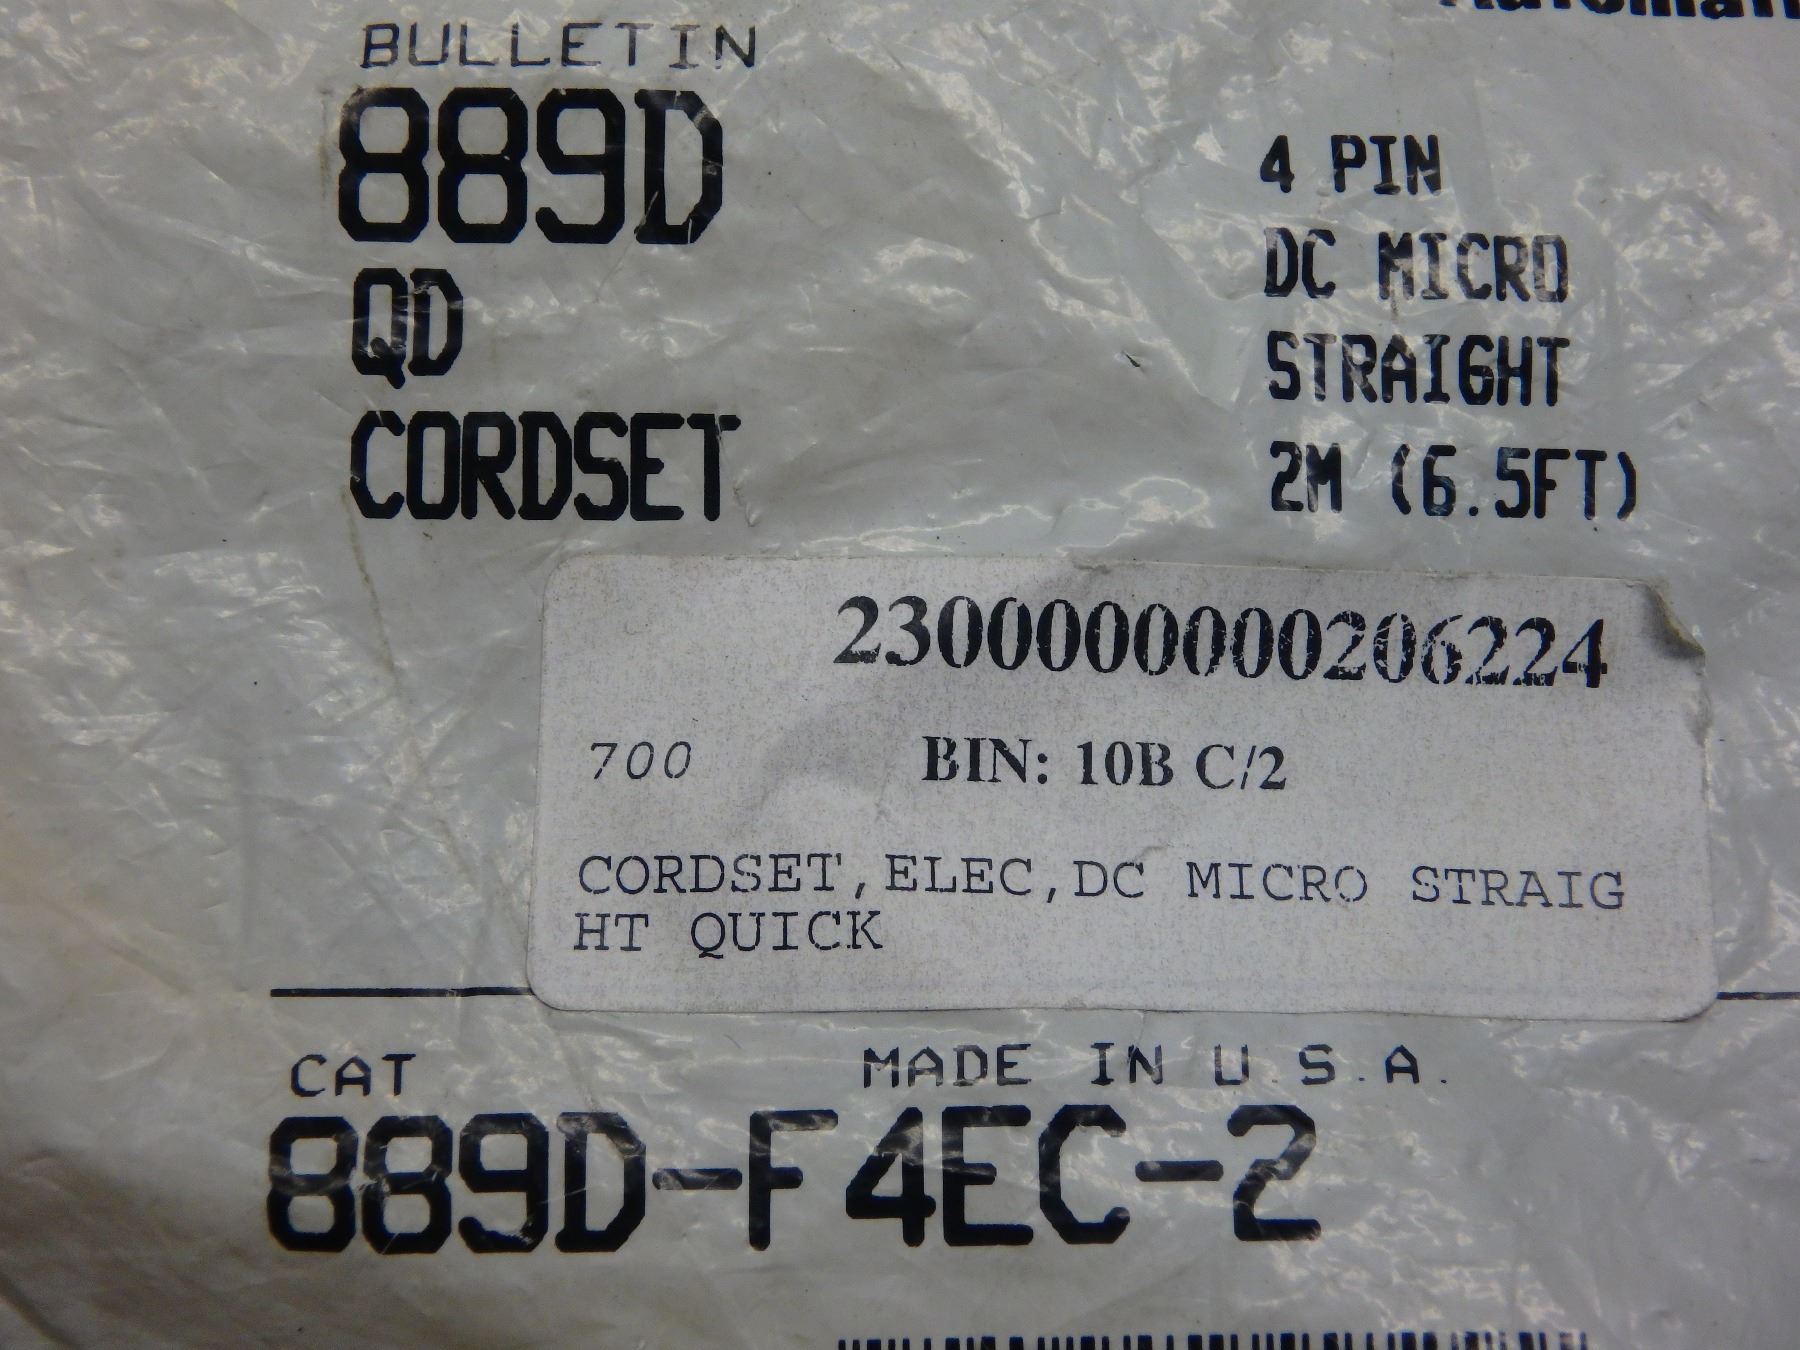 BULLETIN
889D
QD
CORDSET
4 PIN
DC MICRO
STRAIGHT
2M (6.5FT)
2300000000206224
700 BIN: 10B C/2
CORDSET,ELEC,DC MICRO STRAIG
HT QUICK
CAT MADE IN U.S.A.
889D-F4EC-2